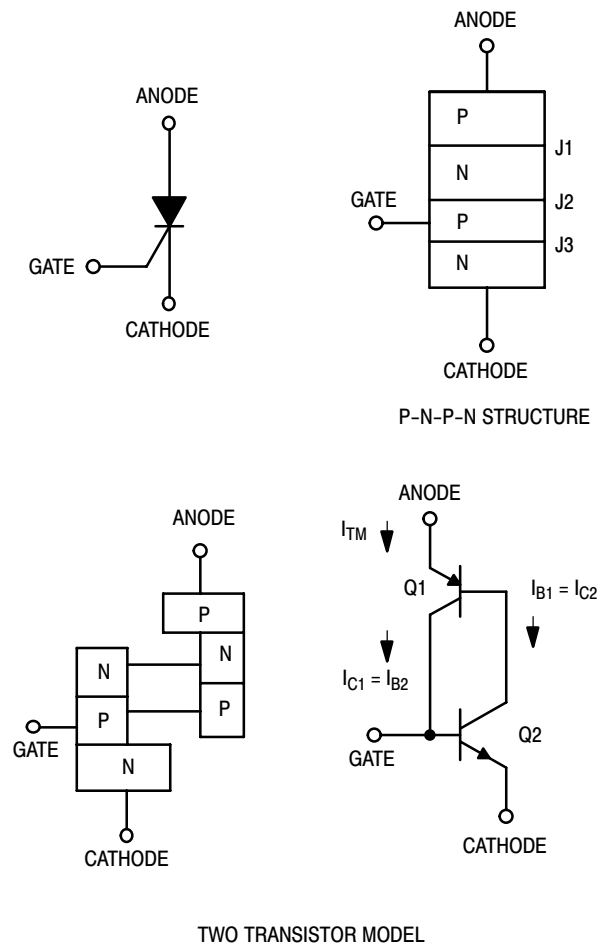 ANODE
GATE
CATHODE
ANODE
P
J1
N
J2
GATE
P
J3
N
CATHODE
P-N-P-N STRUCTURE
ANODE
P
N
N
P
P
GATE
N
CATHODE
ANODE
ITM
Q1
IB1 = IC2
IC1 = IB2
Q2
GATE
CATHODE
TWO TRANSISTOR MODEL